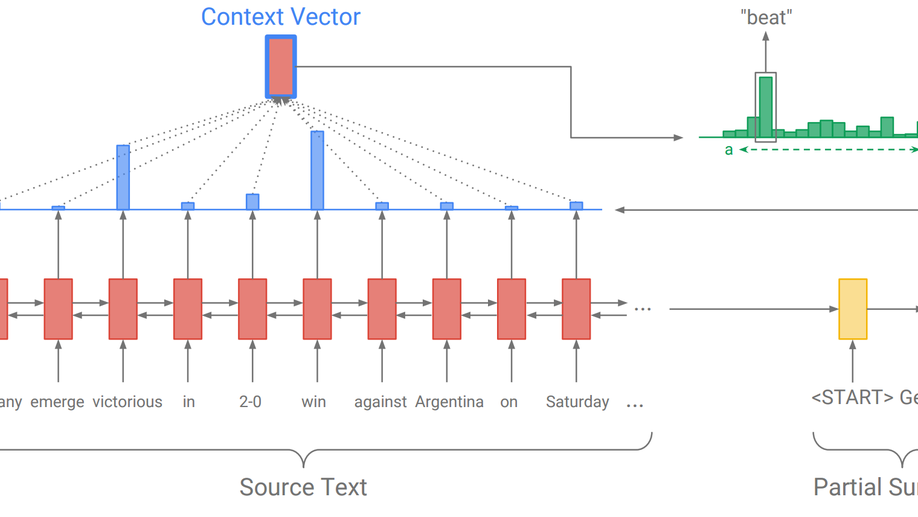 Context Vector
"beat"
a
any emerge victorious in 2-0 win against Argentina on Saturday ...
...
<START> Ge
Source Text
Partial Sur